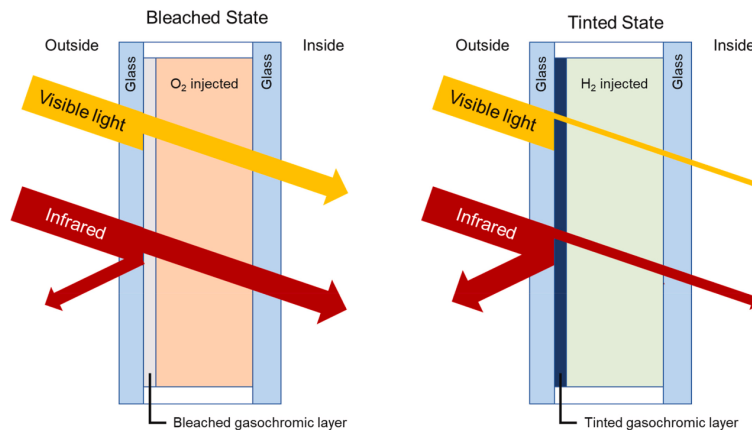 Bleached State
Outside
Inside
Glass
O₂ injected
Glass
Visible light
Infrared
Bleached gasochromic layer
Tinted State
Outside
Inside
Glass
H₂ injected
Glass
Visible light
Infrared
Tinted gasochromic layer